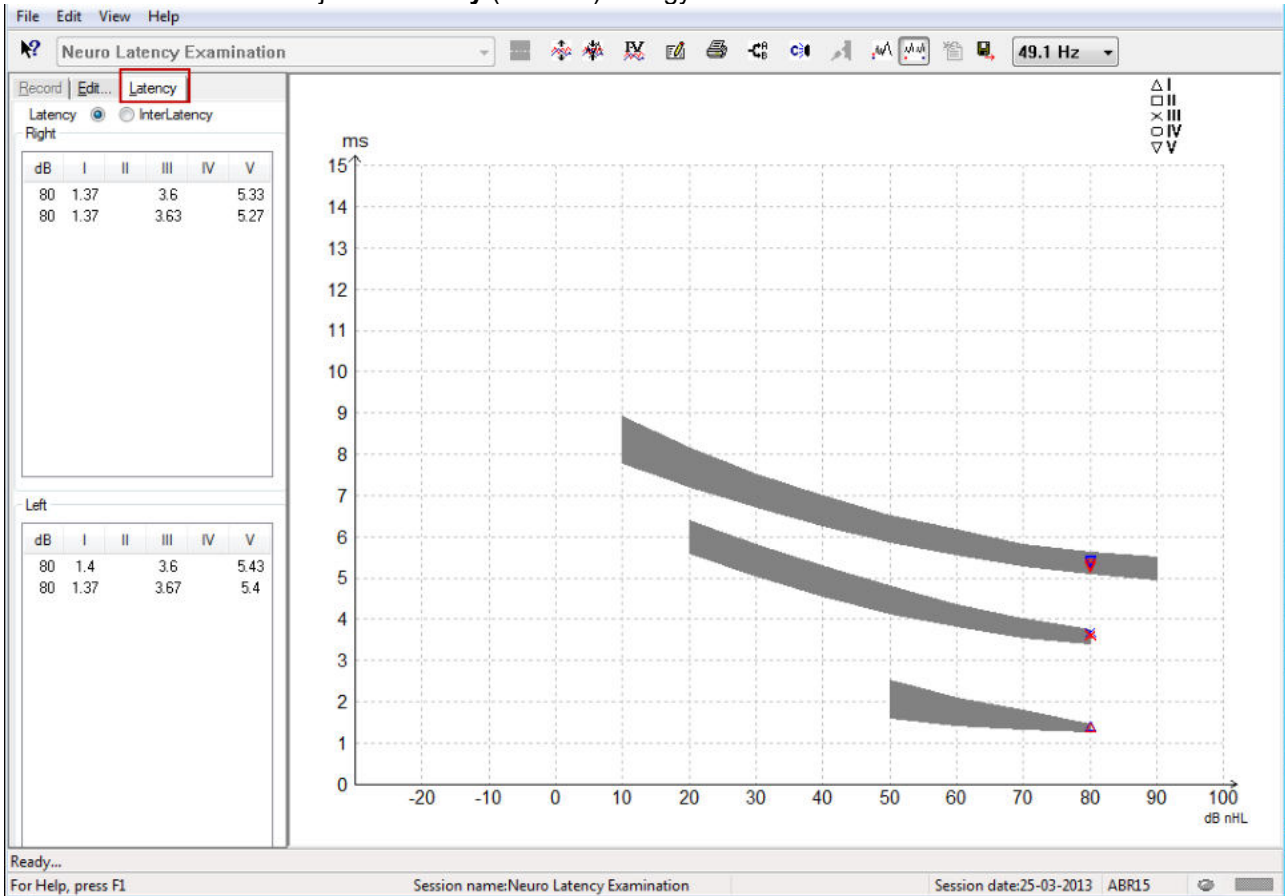 File Edit View Help
Neuro Latency Examination
49.1 Hz
Record Edit... Latency
Latency InterLatency
Right
dB I II III IV V
80 1.37 3.6 5.33
80 1.37 3.63 5.27
Left
dB I II III IV V
80 1.4 3.6 5.43
80 1.37 3.67 5.4
I
II
III
IV
V
ms
15
14
13
12
11
10
9
8
7
6
5
4
3
2
1
0
-20 -10 0 10 20 30 40 50 60 70 80 90 100
dB nHL
Ready...
For Help, press F1 Session name:Neuro Latency Examination Session date:25-03-2013 ABR15